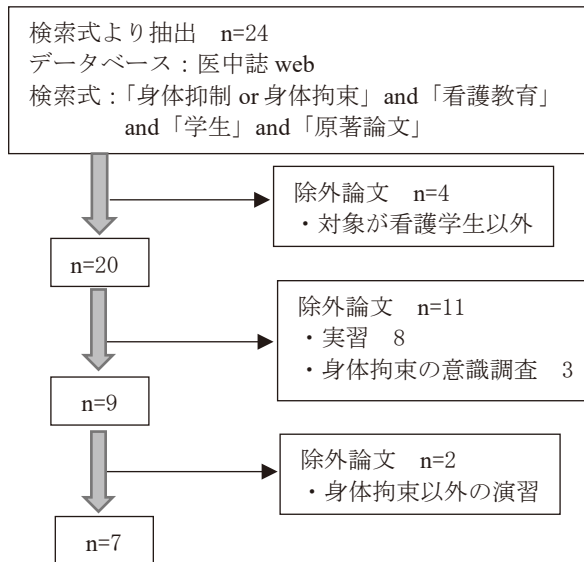 検索式より抽出　n=24
データベース：医中誌 web
検索式：「身体抑制 or 身体拘束」and「看護教育」
and「学生」and「原著論文」
除外論文　n=4
・対象が看護学生以外
n=20
除外論文　n=11
・実習　8
・身体拘束の意識調査　3
n=9
除外論文　n=2
・身体拘束以外の演習
n=7